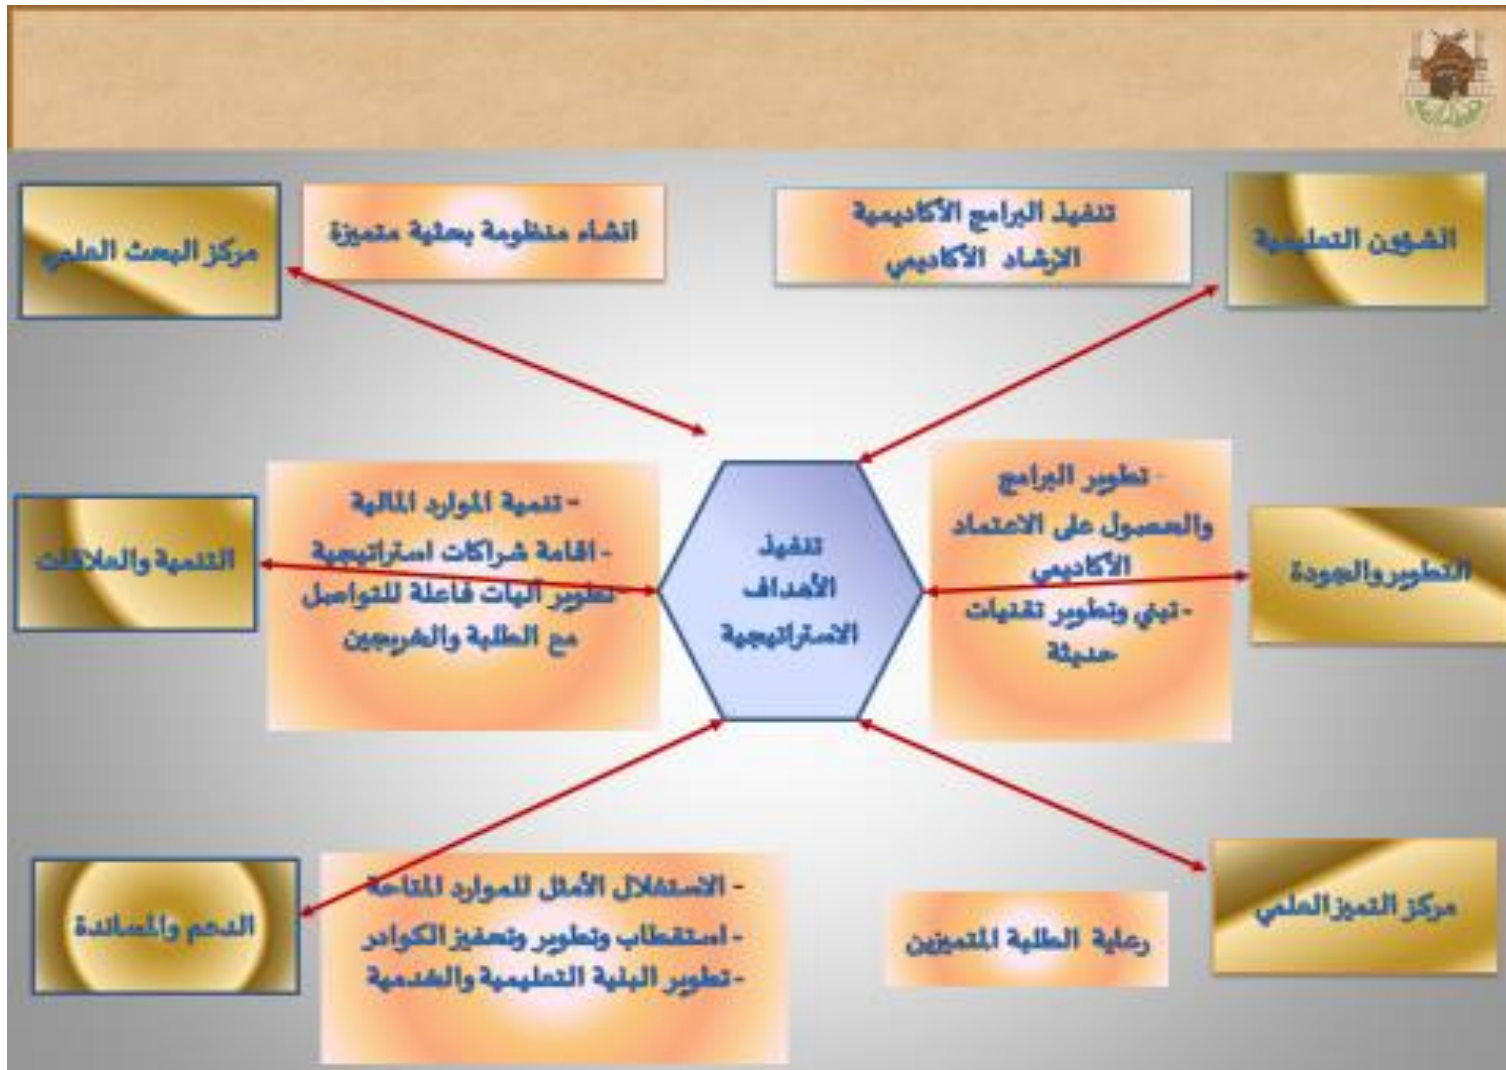 الشؤون التعليمية
تنفيذ البرامج الأكاديمية
الارشاد الأكاديمي
انشاء منظومة بحثية متميزة
مركز البحث العلمي
التطوير والجودة
- تطوير البرامج
والحصول على الاعتماد
الأكاديمي
- تبني وتطوير تقنيات
حديثة
تنفيذ
الأهداف
الاستراتيجية
- تنمية الموارد المالية
- اقامة شراكات استراتيجية
- تطوير آليات فاعلة للتواصل
مع الطلبة والخريجين
التنمية والعلاقات
مركز التميز العلمي
رعاية الطلبة المتميزين
- الاستغلال الأمثل للموارد المتاحة
- استقطاب وتطوير وتحفيز الكوادر
- تطوير البنية التعليمية والخدمية
الدعم والمساندة